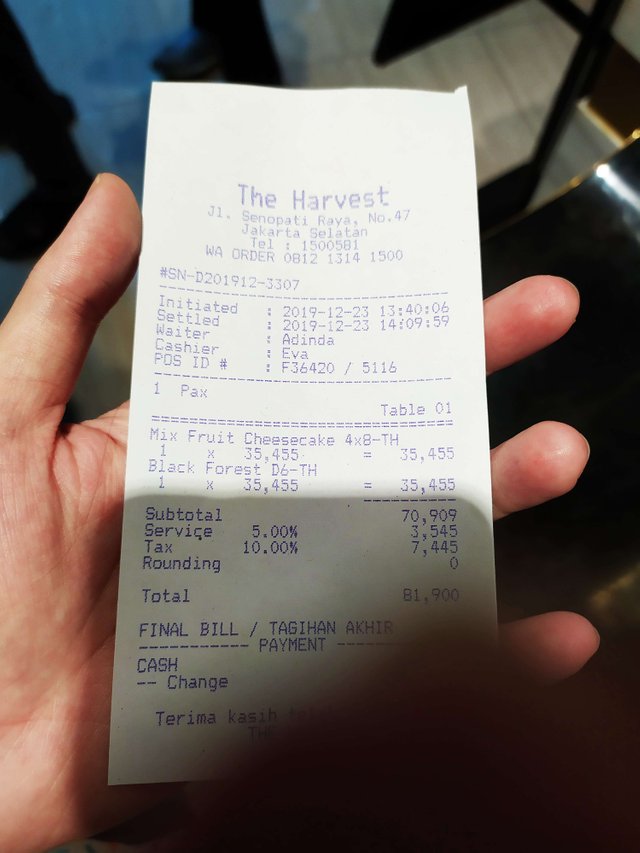 The Harvest
Jl. Senopati Raya, No.47
Jakarta Selatan
Tel : 1500581
WA ORDER 0812 1314 1500
#SN-D201912-3307
Initiated : 2019-12-23 13:40:06
Settled : 2019-12-23 14:09:59
Waiter : Adinda
Cashier : Eva
POS ID # : F36420 / 5116
1 Pax
Table 01
Mix Fruit Cheesecake 4x8-TH
1 x 35,455 = 35,455
Black Forest D6-TH
1 x 35,455 = 35,455
Subtotal 70,909
Service 5.00% 3,545
Tax 10.00% 7,445
Rounding 0
Total 81,900
FINAL BILL / TAGIHAN AKHIR
----------- PAYMENT -------
CASH
-- Change
Terima kasih
THE